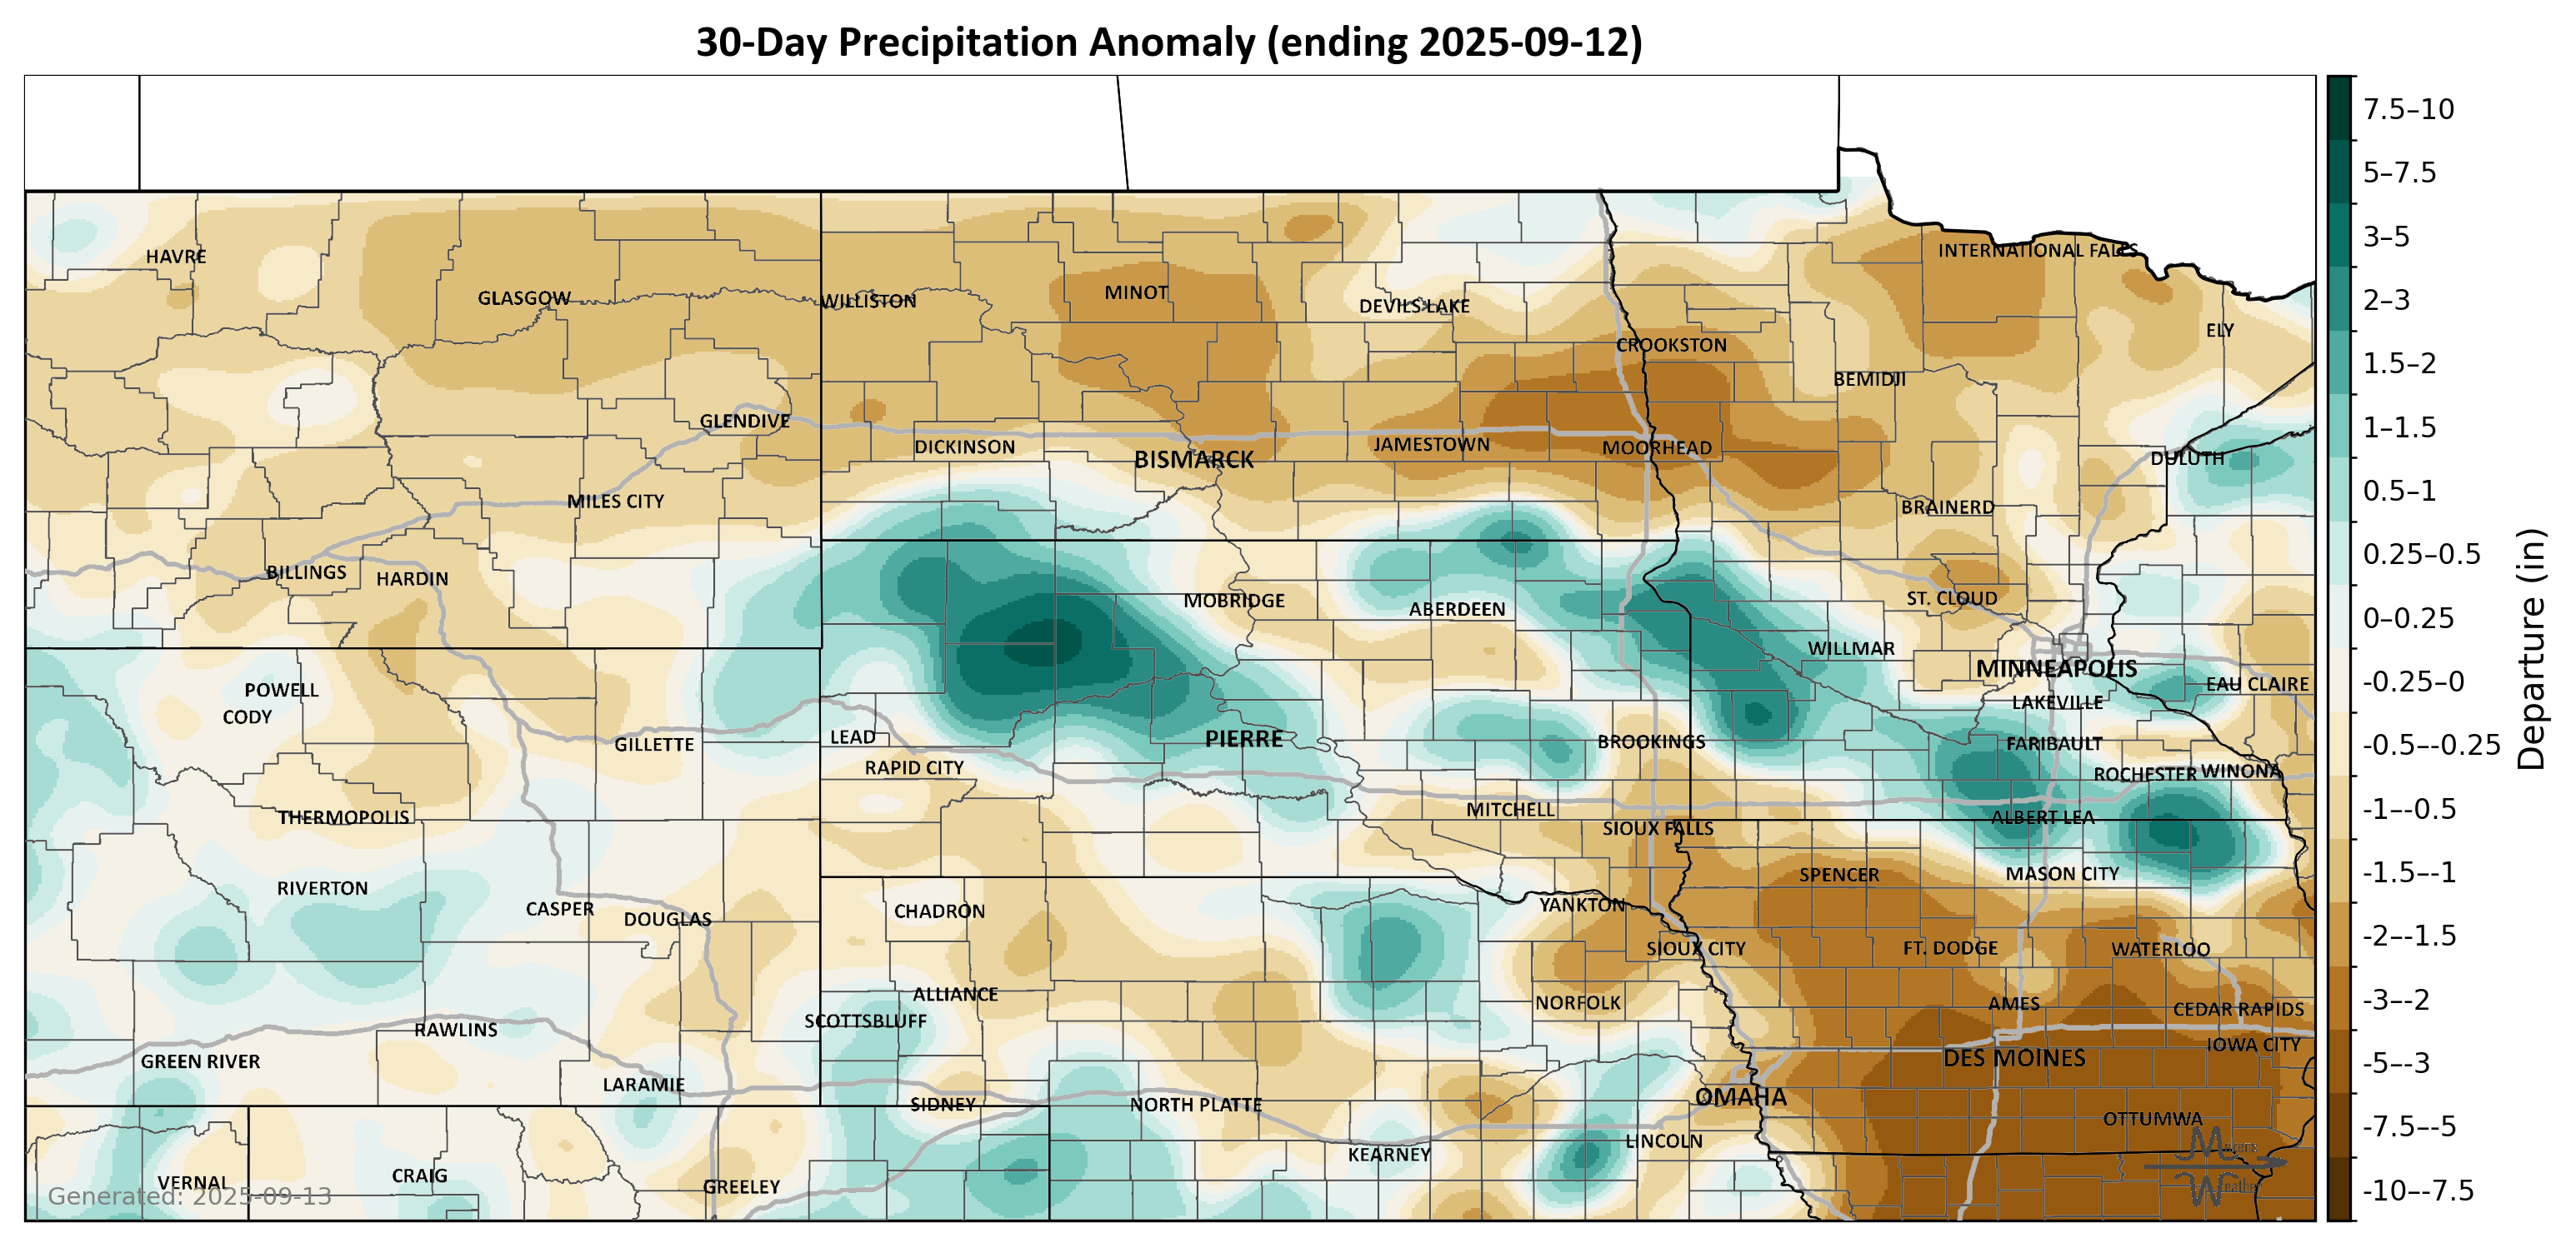 30-Day Precipitation Anomaly (ending 2025-09-12)
HAVRE
GLASGOW
WILLISTON
MINOT
DEVILS LAKE
CROOKSTON
INTERNATIONAL FALLS
ELY
BEMIDJI
GLENDIVE
DICKINSON
BISMARCK
JAMESTOWN
MOORHEAD
DULUTH
MILES CITY
BRAINERD
BILLINGS
HARDIN
MOBRIDGE
ABERDEEN
ST. CLOUD
WILLMAR
MINNEAPOLIS
EAU CLAIRE
POWELL
CODY
LAKEVILLE
GILLETTE
LEAD
PIERRE
BROOKINGS
FARIBAULT
RAPID CITY
ROCHESTER
WINONA
THERMOPOLIS
MITCHELL
SIOUX FALLS
ALBERT LEA
RIVERTON
SPENCER
MASON CITY
CASPER
DOUGLAS
CHADRON
YANKTON
SIOUX CITY
FT. DODGE
WATERLOO
ALLIANCE
NORFOLK
AMES
CEDAR RAPIDS
SCOTTSBLUFF
RAWLINS
GREEN RIVER
DES MOINES
IOWA CITY
LARAMIE
SIDNEY
NORTH PLATTE
OMAHA
OTTUMWA
LINCOLN
KEARNEY
VERNAL
CRAIG
GREELEY
Generated: 2025-09-13
Myers
Weather
7.5–10
5–7.5
3–5
2–3
1.5–2
1–1.5
0.5–1
0.25–0.5
0–0.25
-0.25–0
-0.5–-0.25
-1–-0.5
-1.5–-1
-2–-1.5
-3–-2
-5–-3
-7.5–-5
-10–-7.5
Departure (in)